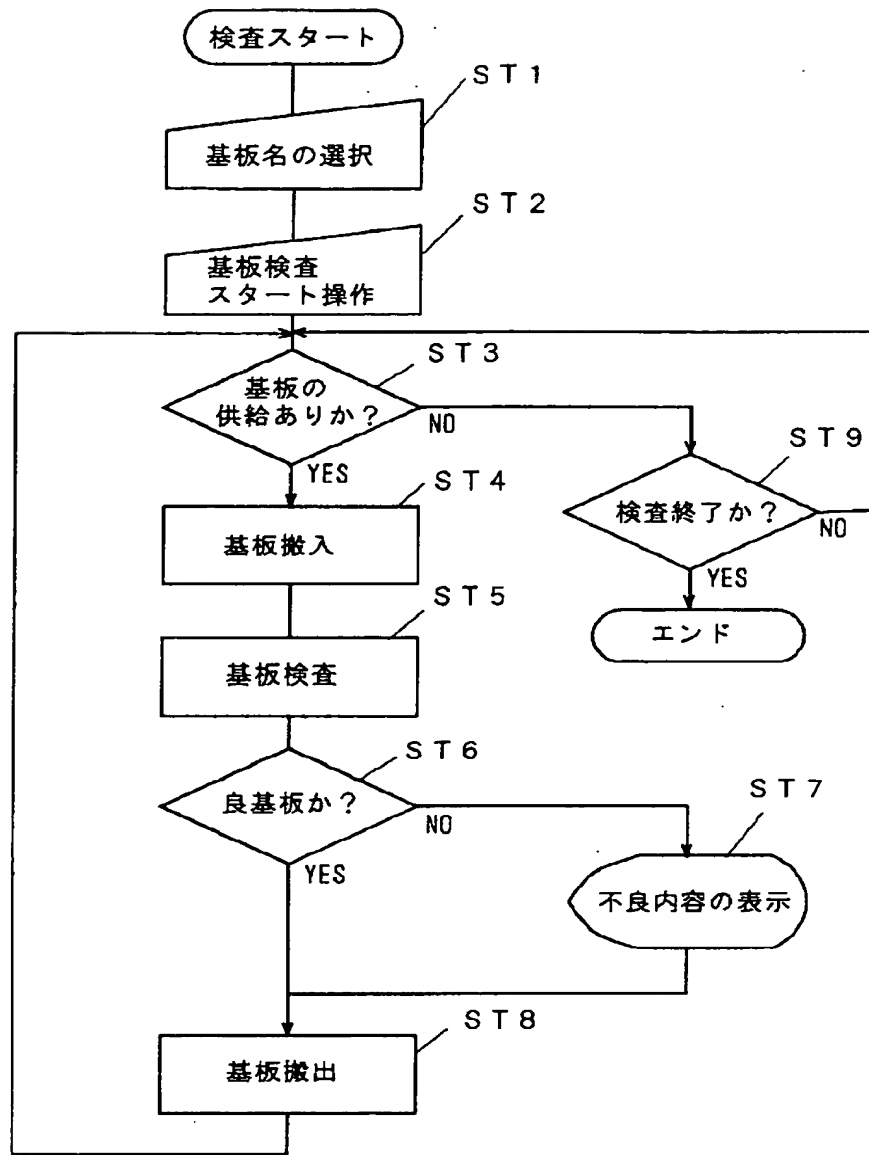 検査スタート
ST1
基板名の選択
ST2
基板検査
スタート操作
ST3
基板の
供給ありか?
NO
YES
ST9
検査終了か?
NO
YES
エンド
ST4
基板搬入
ST5
基板検査
ST6
良基板か?
NO
YES
ST7
不良内容の表示
ST8
基板搬出